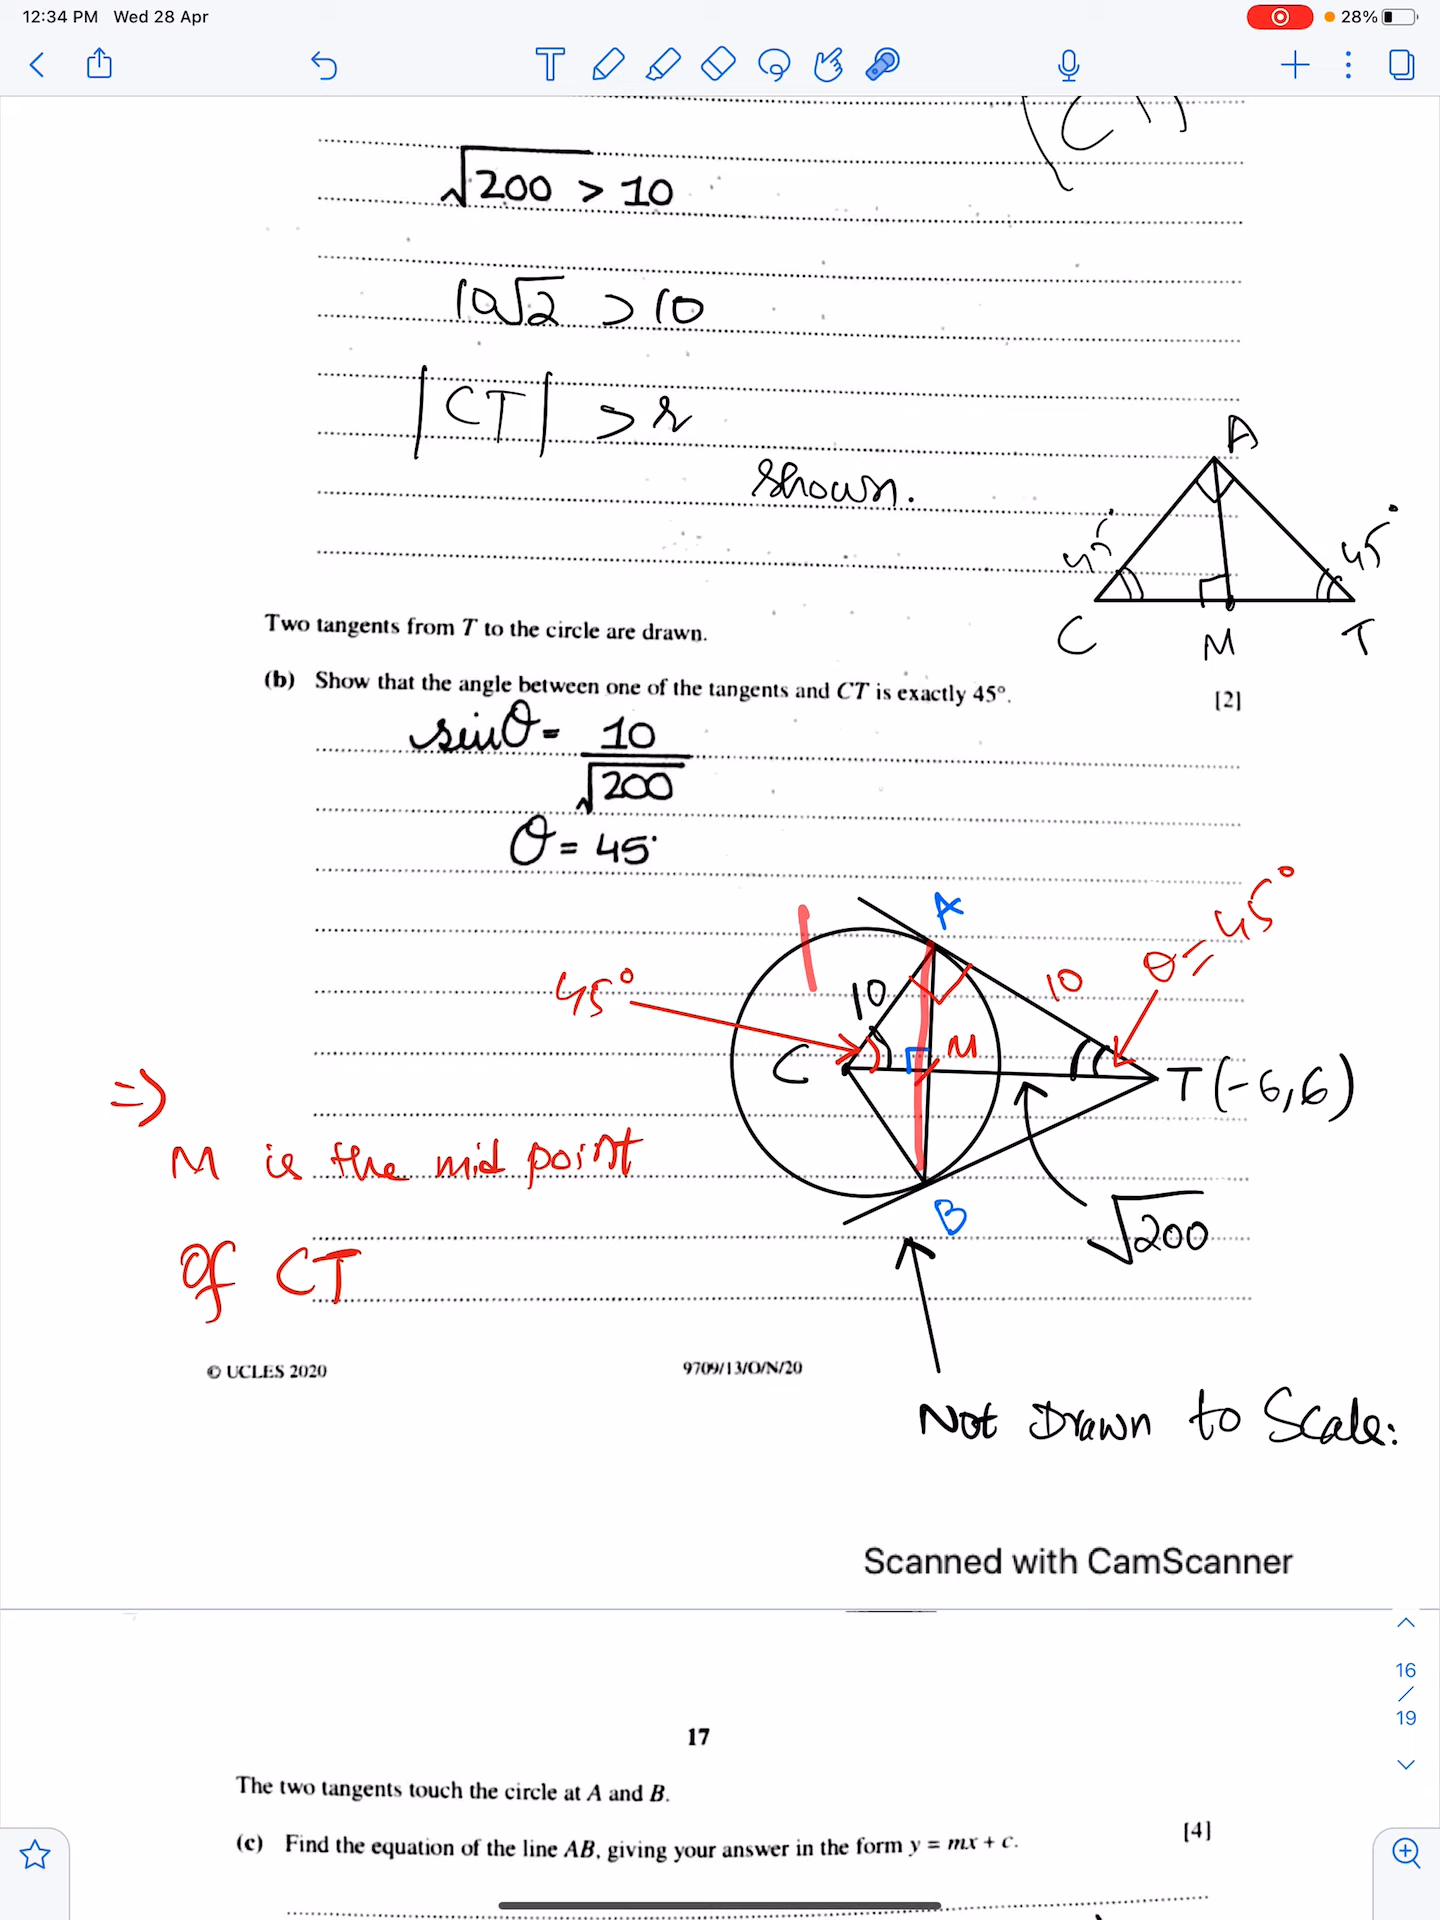 12:34 PM Wed 28 Apr
28%
T
CT
√200 > 10
10√2 > 10
|CT| > r
shown.
A
45°
45°
C
M
T
Two tangents from T to the circle are drawn.
(b) Show that the angle between one of the tangents and CT is exactly 45°. [2]
sinθ = 10
√200
θ = 45°
A
45°
10
10
θ = 45°
C
M
T(-6,6)
=>
M is the mid point
B
√200
of CT
© UCLES 2020
9709/13/O/N/20
Not Drawn to Scale:
Scanned with CamScanner
16
/
19
17
The two tangents touch the circle at A and B.
(c) Find the equation of the line AB, giving your answer in the form y = mx + c. [4]